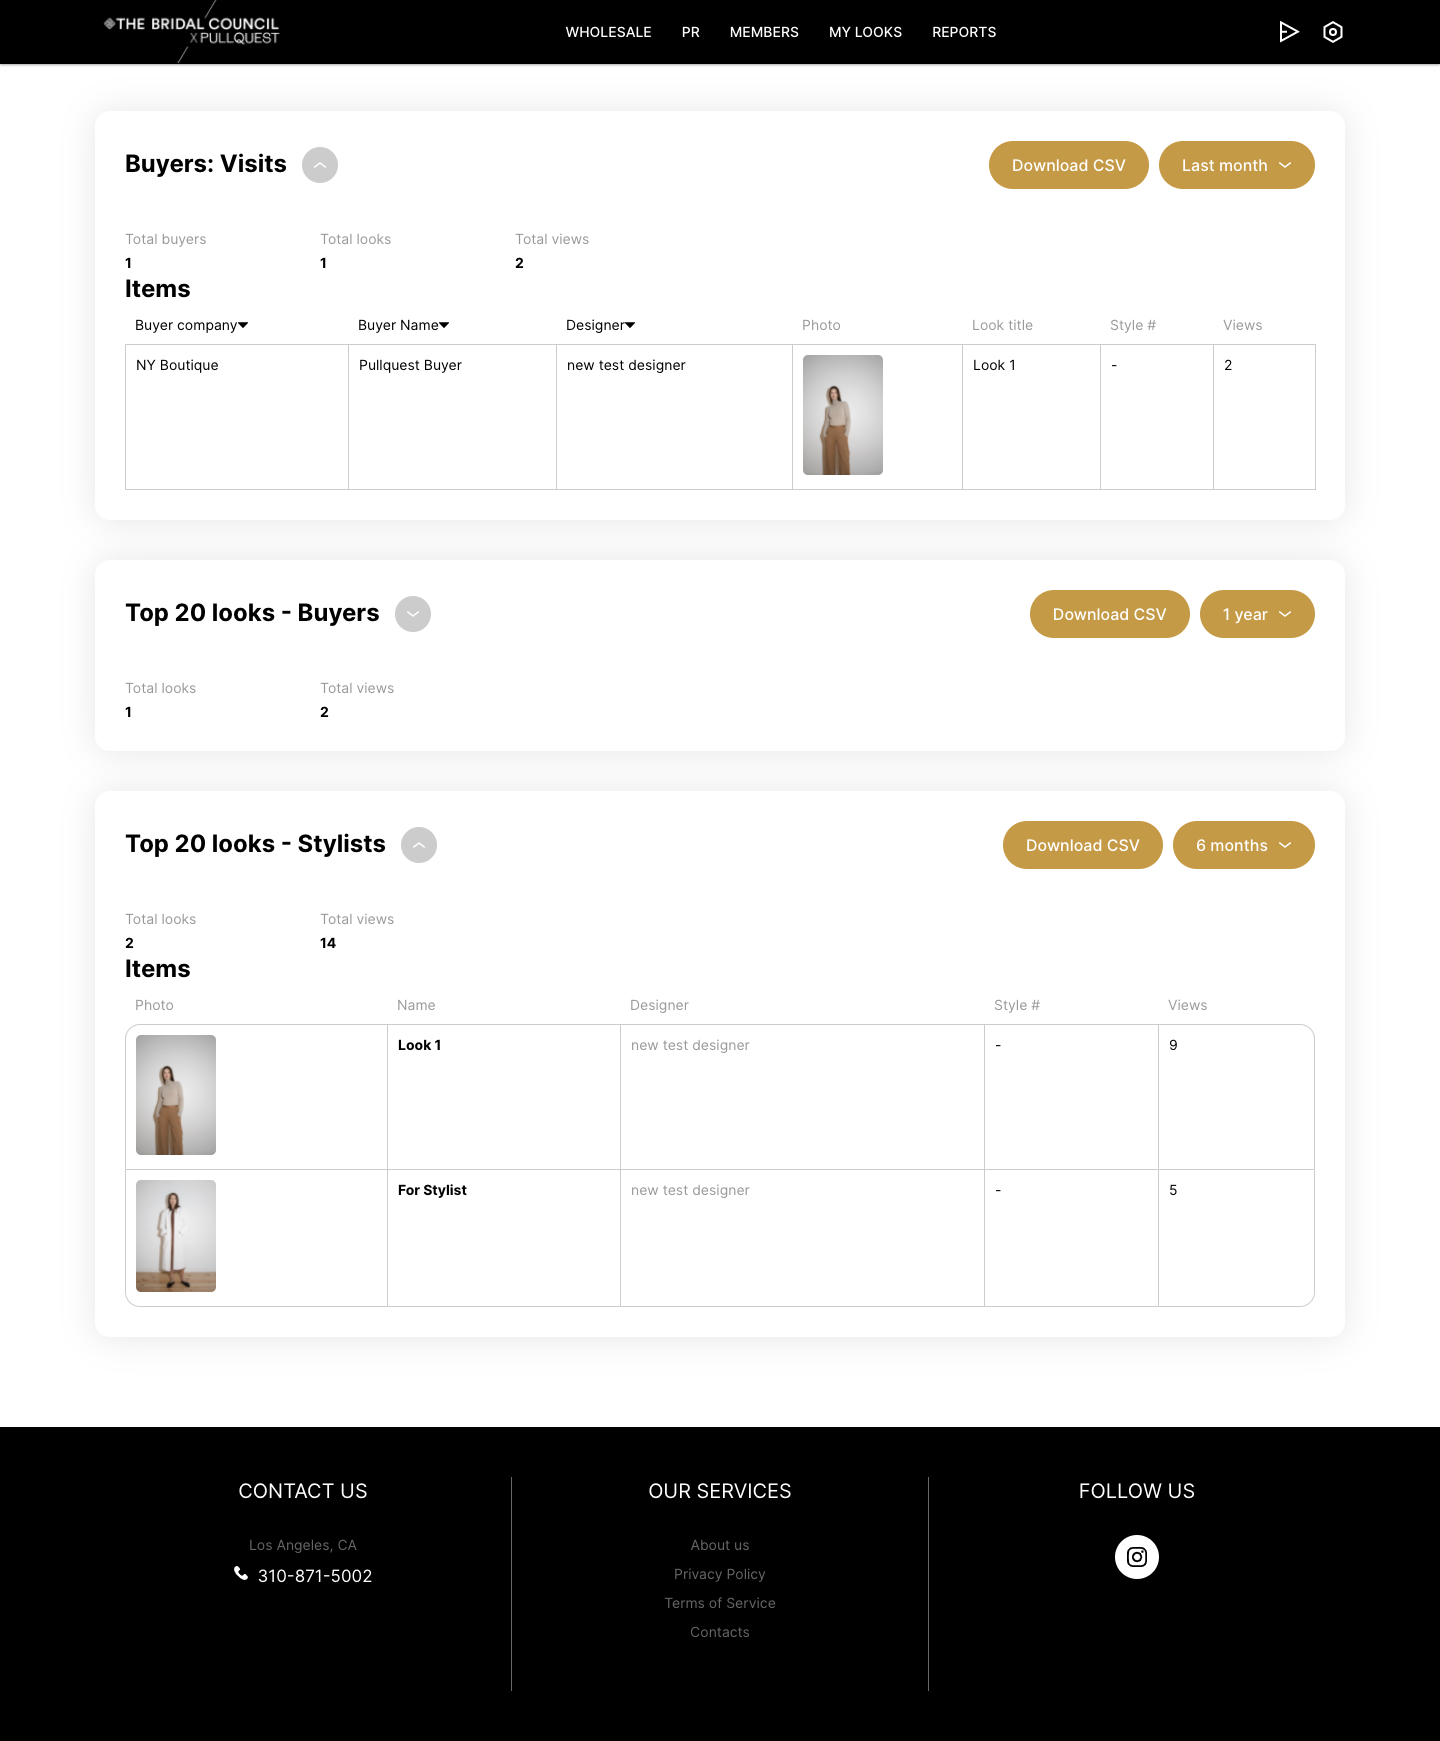 THE BRIDAL COUNCIL
X PULLQUEST
WHOLESALE PR MEMBERS MY LOOKS REPORTS
Buyers: Visits
Download CSV Last month
Total buyers Total looks Total views
1 1 2
Items
Buyer company Buyer Name Designer Photo Look title Style # Views
NY Boutique Pullquest Buyer new test designer Look 1 - 2
Top 20 looks - Buyers
Download CSV 1 year
Total looks Total views
1 2
Top 20 looks - Stylists
Download CSV 6 months
Total looks Total views
2 14
Items
Photo Name Designer Style # Views
Look 1 new test designer - 9
For Stylist new test designer - 5
CONTACT US
Los Angeles, CA
310-871-5002
OUR SERVICES
About us
Privacy Policy
Terms of Service
Contacts
FOLLOW US